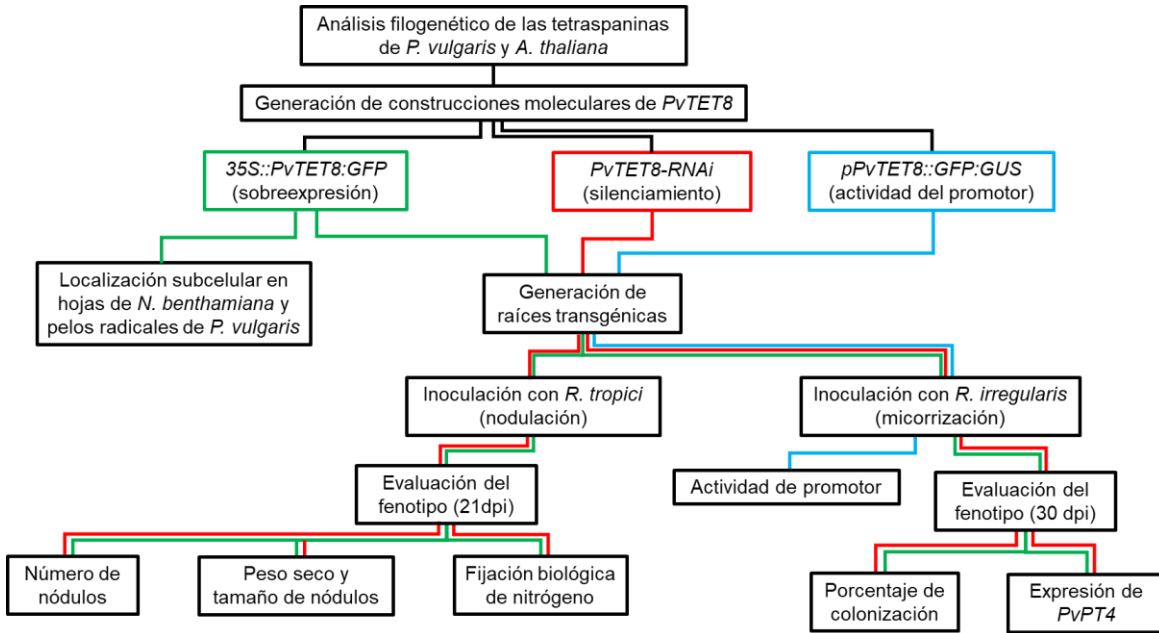 Análisis filogenético de las tetraspaninas
de P. vulgaris y A. thaliana
Generación de construcciones moleculares de PvTET8
35S::PvTET8:GFP
(sobreexpresión)
PvTET8-RNAi
(silenciamiento)
pPvTET8::GFP:GUS
(actividad del promotor)
Localización subcelular en
hojas de N. benthamiana y
pelos radicales de P. vulgaris
Generación de
raíces transgénicas
Inoculación con R. tropici
(nodulación)
Inoculación con R. irregularis
(micorrización)
Evaluación del
fenotipo (21dpi)
Actividad de promotor
Evaluación del
fenotipo (30 dpi)
Número de
nódulos
Peso seco y
tamaño de nódulos
Fijación biológica
de nitrógeno
Porcentaje de
colonización
Expresión de
PvPT4